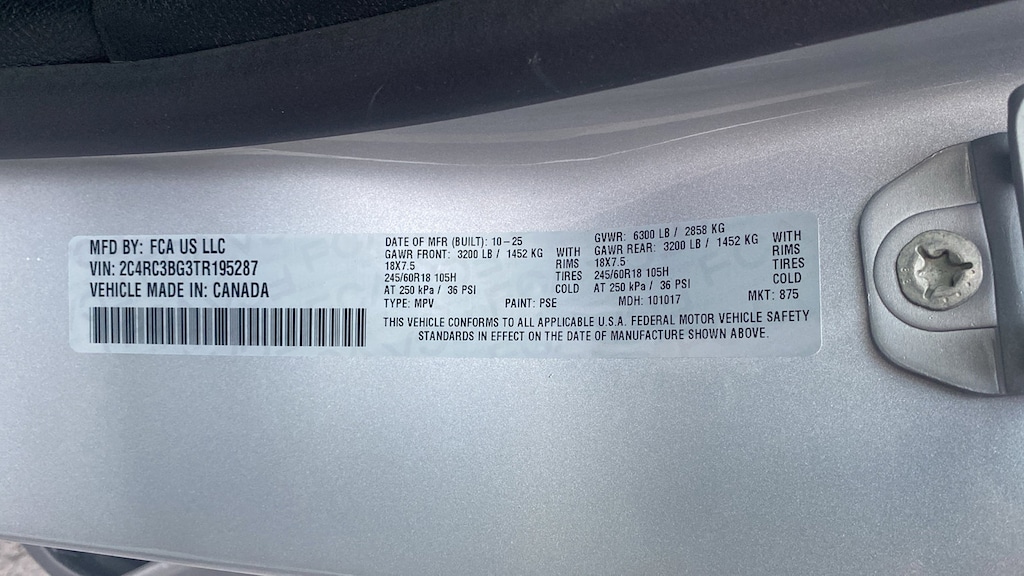 MFD BY: FCA US LLC
VIN: 2C4RC3BG3TR195287
VEHICLE MADE IN: CANADA
DATE OF MFR (BUILT): 10-25
GAWR FRONT: 3200 LB / 1452 KG WITH
18X7.5 RIMS
245/60R18 105H TIRES
AT 250 kPa / 36 PSI COLD
TYPE: MPV PAINT: PSE
GVWR: 6300 LB / 2858 KG
GAWR REAR: 3200 LB / 1452 KG WITH
18X7.5 RIMS
245/60R18 105H TIRES
AT 250 kPa / 36 PSI COLD
MDH: 101017 MKT: 875
THIS VEHICLE CONFORMS TO ALL APPLICABLE U.S.A. FEDERAL MOTOR VEHICLE SAFETY
STANDARDS IN EFFECT ON THE DATE OF MANUFACTURE SHOWN ABOVE.